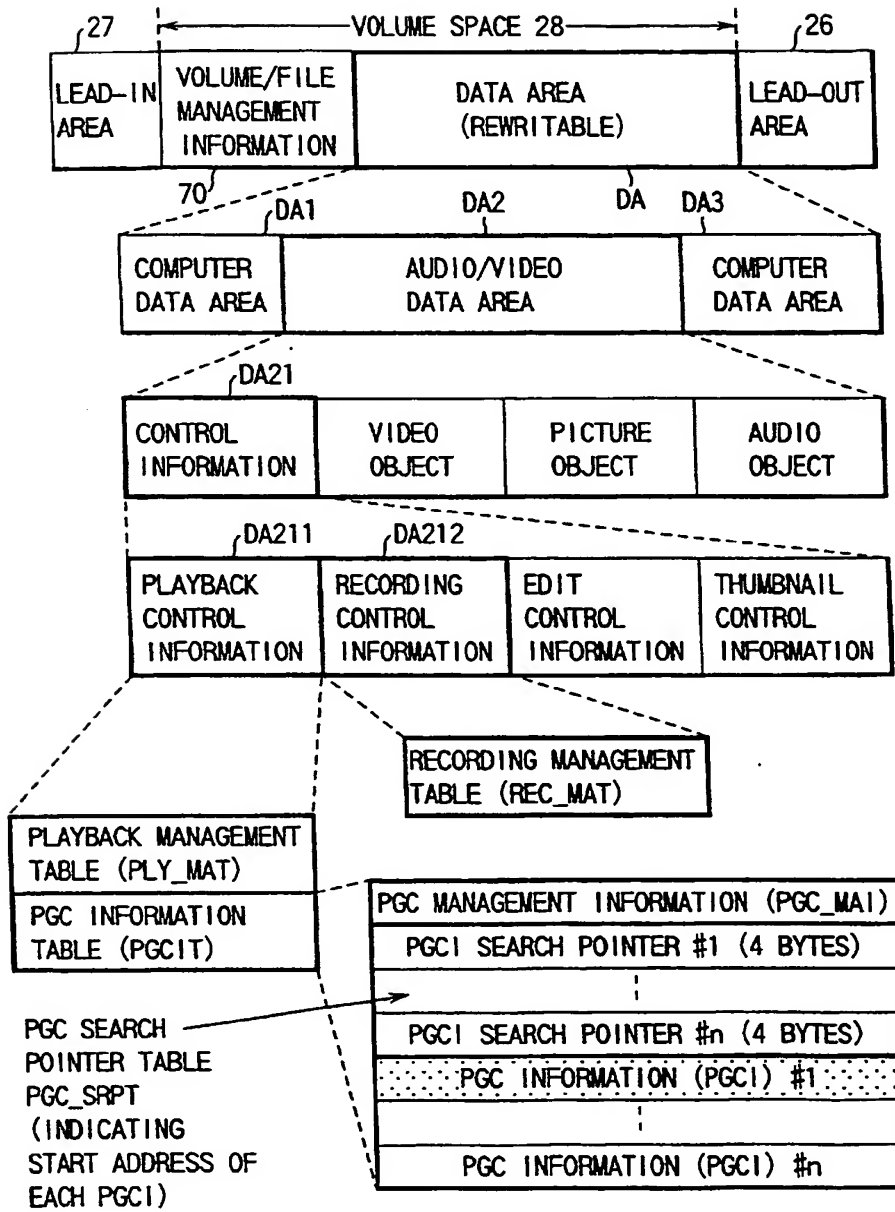 27
VOLUME SPACE 28
26
LEAD-IN
AREA
VOLUME/FILE
MANAGEMENT
INFORMATION
DATA AREA
(REWRITABLE)
LEAD-OUT
AREA
70
DA1
DA2
DA
DA3
COMPUTER
DATA AREA
AUDIO/VIDEO
DATA AREA
COMPUTER
DATA AREA
DA21
CONTROL
INFORMATION
VIDEO
OBJECT
PICTURE
OBJECT
AUDIO
OBJECT
DA211
DA212
PLAYBACK
CONTROL
INFORMATION
RECORDING
CONTROL
INFORMATION
EDIT
CONTROL
INFORMATION
THUMBNAIL
CONTROL
INFORMATION
RECORDING MANAGEMENT
TABLE (REC_MAT)
PLAYBACK MANAGEMENT
TABLE (PLY_MAT)
PGC INFORMATION
TABLE (PGCIT)
PGC MANAGEMENT INFORMATION (PGC_MAI)
PGCI SEARCH POINTER #1 (4 BYTES)
PGCI SEARCH POINTER #n (4 BYTES)
PGC INFORMATION (PGCI) #1
PGC INFORMATION (PGCI) #n
PGC SEARCH
POINTER TABLE
PGC_SRPT
(INDICATING
START ADDRESS OF
EACH PGCI)